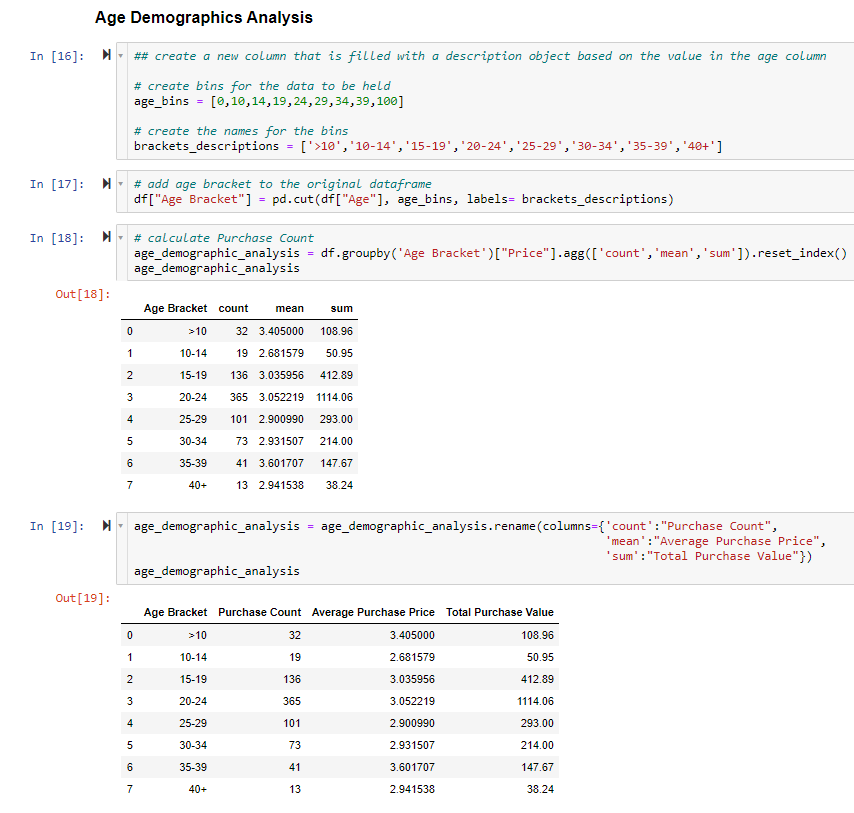 Age Demographics Analysis
In [16]:
## create a new column that is filled with a description object based on the value in the age column
# create bins for the data to be held
age_bins = [0,10,14,19,24,29,34,39,100]
# create the names for the bins
brackets_descriptions = ['>10','10-14','15-19','20-24','25-29','30-34','35-39','40+']
In [17]:
# add age bracket to the original dataframe
df["Age Bracket"] = pd.cut(df["Age"], age_bins, labels= brackets_descriptions)
In [18]:
# calculate Purchase Count
age_demographic_analysis = df.groupby('Age Bracket')["Price"].agg(['count','mean','sum']).reset_index()
age_demographic_analysis
Out[18]:
Age Bracket count mean sum
0 >10 32 3.405000 108.96
1 10-14 19 2.681579 50.95
2 15-19 136 3.035956 412.89
3 20-24 365 3.052219 1114.06
4 25-29 101 2.900990 293.00
5 30-34 73 2.931507 214.00
6 35-39 41 3.601707 147.67
7 40+ 13 2.941538 38.24
In [19]:
age_demographic_analysis = age_demographic_analysis.rename(columns={'count':"Purchase Count",
'mean':"Average Purchase Price",
'sum':"Total Purchase Value"})
age_demographic_analysis
Out[19]:
Age Bracket Purchase Count Average Purchase Price Total Purchase Value
0 >10 32 3.405000 108.96
1 10-14 19 2.681579 50.95
2 15-19 136 3.035956 412.89
3 20-24 365 3.052219 1114.06
4 25-29 101 2.900990 293.00
5 30-34 73 2.931507 214.00
6 35-39 41 3.601707 147.67
7 40+ 13 2.941538 38.24